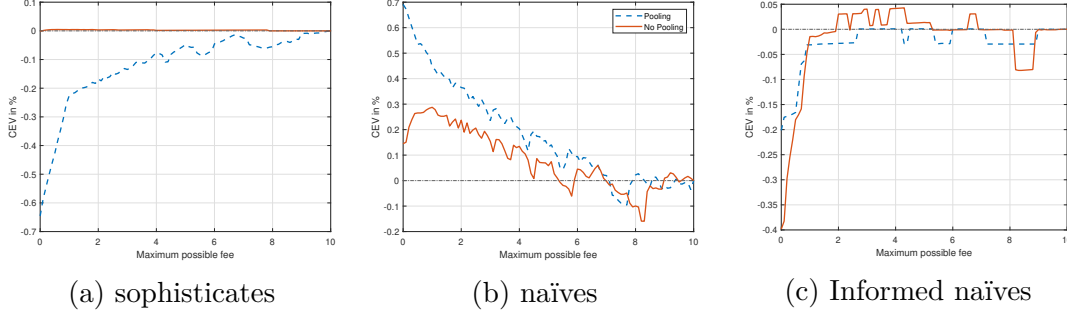 0.1
0
-0.1
-0.2
-0.3
-0.4
-0.5
-0.6
-0.7
CEV in %
0 2 4 6 8 10
Maximum possible fee
(a) sophisticates
0.7
0.6
0.5
0.4
0.3
0.2
0.1
0
-0.1
-0.2
CEV in %
Pooling
No Pooling
0 2 4 6 8 10
Maximum possible fee
(b) naïves
0.05
0
-0.05
-0.1
-0.15
-0.2
-0.25
-0.3
-0.35
-0.4
CEV in %
0 2 4 6 8 10
Maximum possible fee
(c) Informed naïves